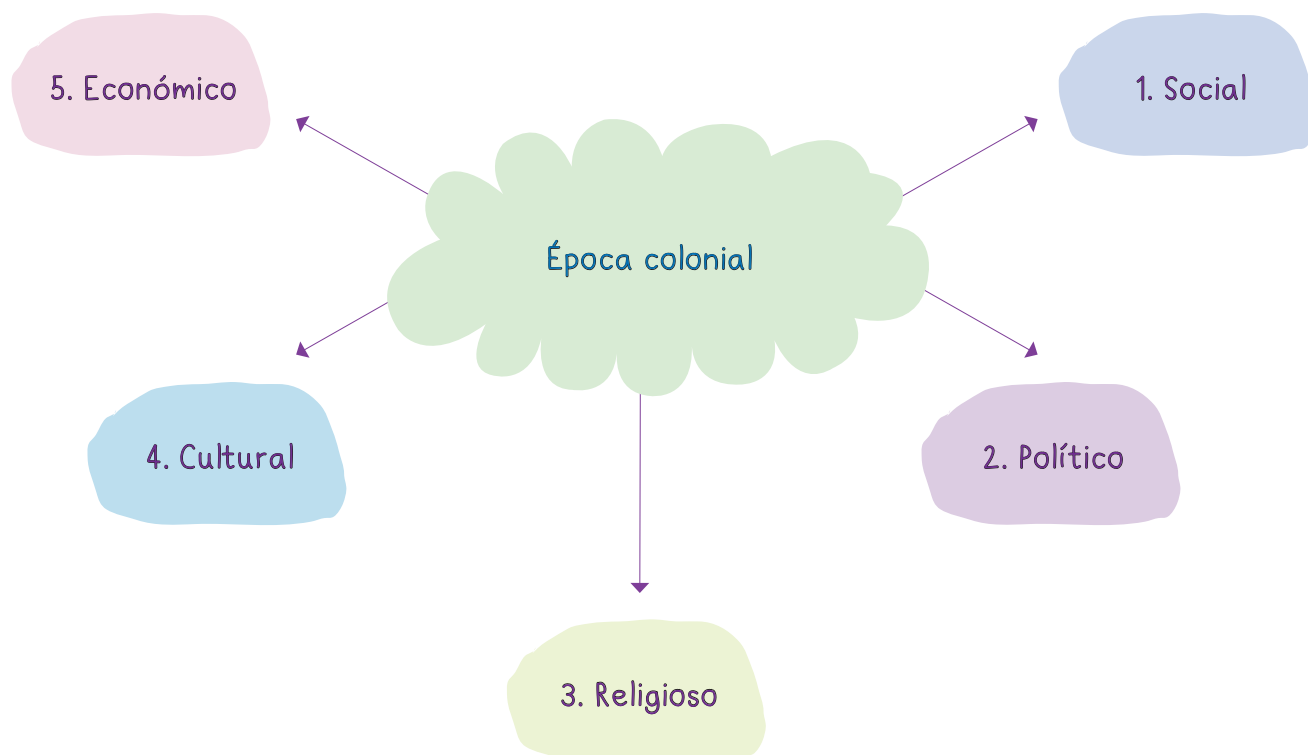 5. Económico
1. Social
Época colonial
4. Cultural
2. Político
3. Religioso